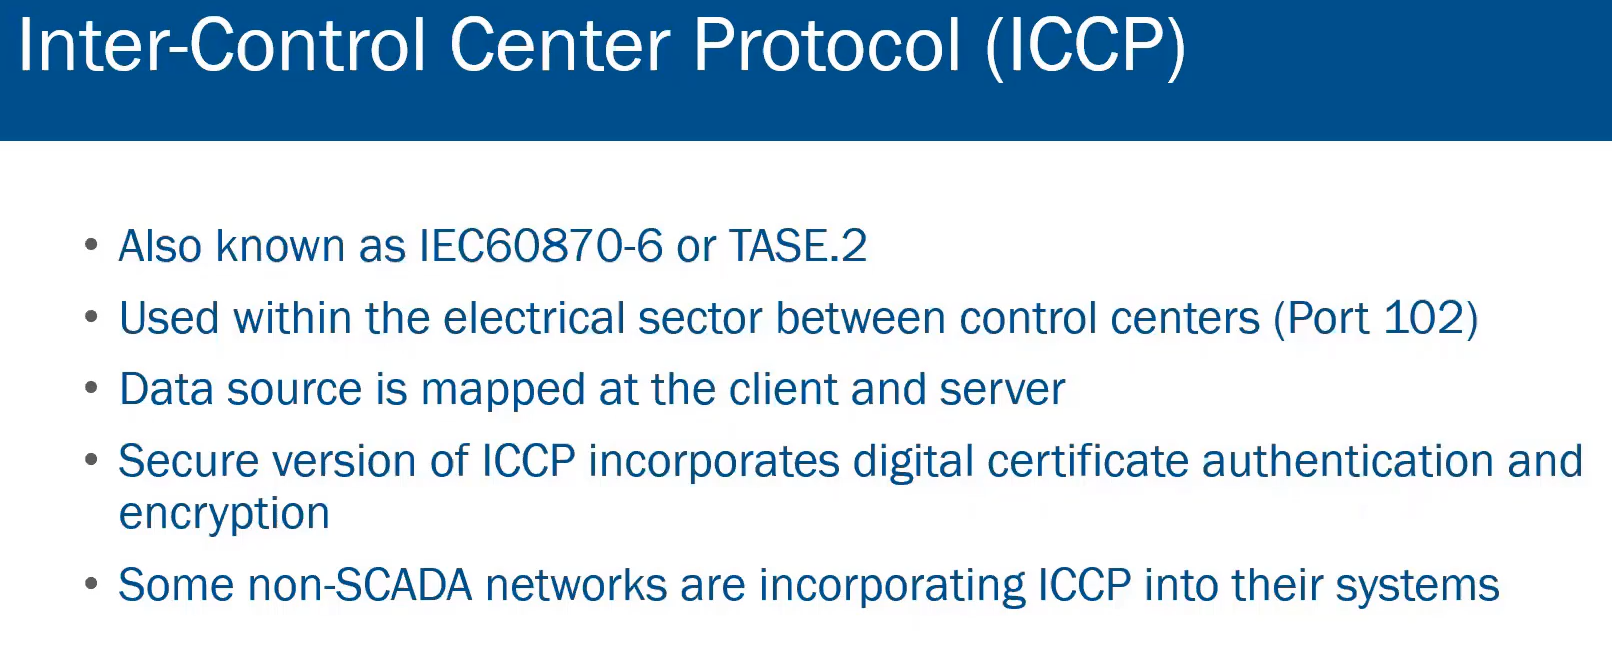 Inter-Control Center Protocol (ICCP)
• Also known as IEC60870-6 or TASE.2
• Used within the electrical sector between control centers (Port 102)
• Data source is mapped at the client and server
• Secure version of ICCP incorporates digital certificate authentication and
encryption
• Some non-SCADA networks are incorporating ICCP into their systems